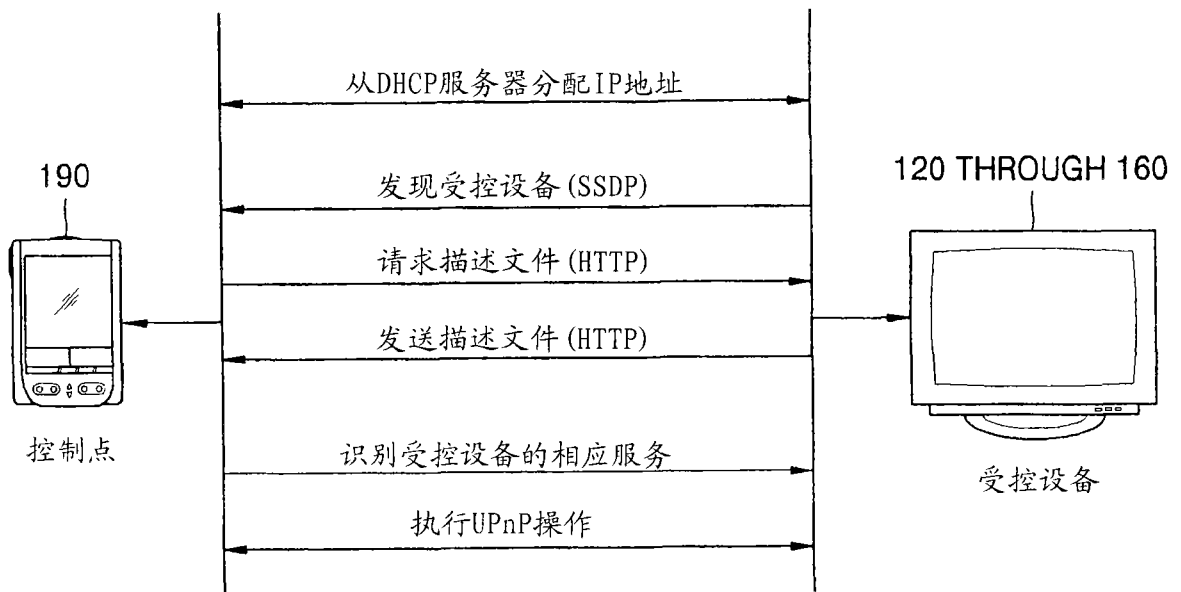 从DHCP服务器分配IP地址
190
发现受控设备(SSDP)
120 THROUGH 160
请求描述文件(HTTP)
发送描述文件(HTTP)
控制点
识别受控设备的相应服务
受控设备
执行UPnP操作